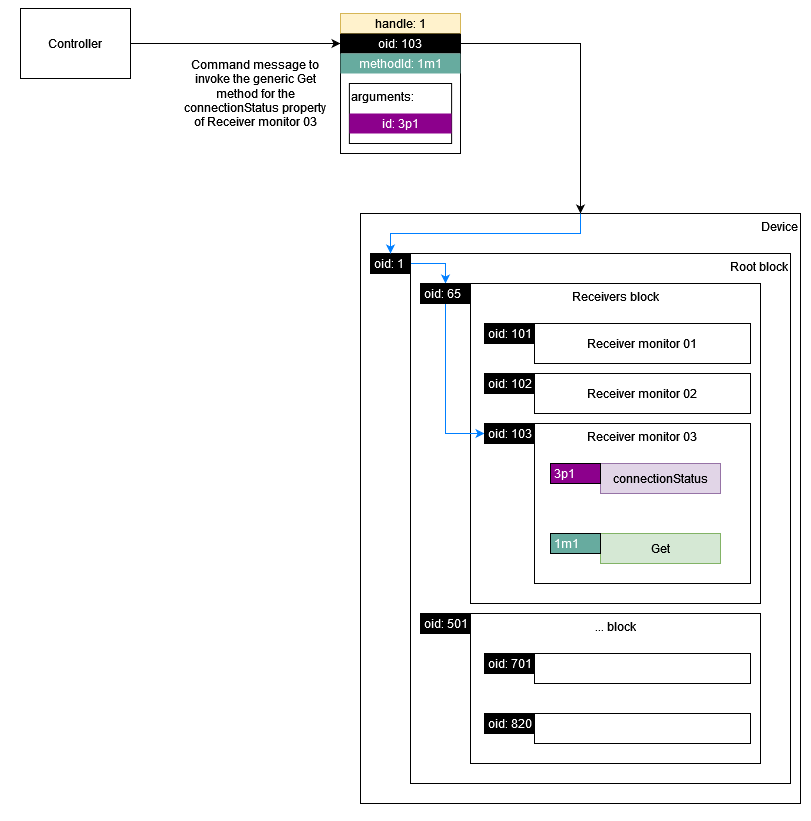 Controller
handle: 1
oid: 103
methodId: 1m1
arguments:
id: 3p1
Command message to
invoke the generic Get
method for the
connectionStatus property
of Receiver monitor 03
Device
oid: 1
Root block
oid: 65
Receivers block
oid: 101
Receiver monitor 01
oid: 102
Receiver monitor 02
oid: 103
Receiver monitor 03
3p1
connectionStatus
1m1
Get
oid: 501
... block
oid: 701
oid: 820